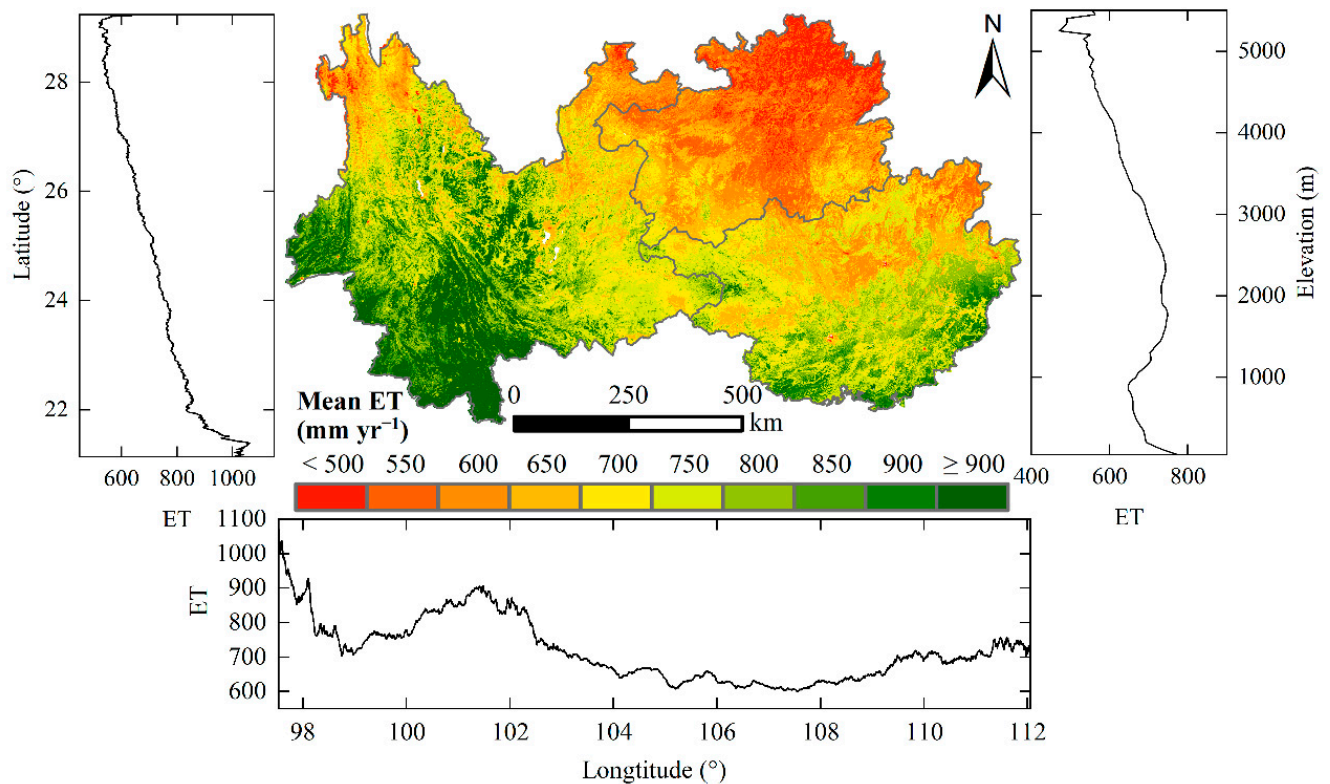 N
28
26
24
22
Latitude (°)
600 800 1000
ET
5000
4000
3000
2000
1000
Elevation (m)
400 600 800
ET
Mean ET
(mm yr⁻¹)
0 250 500
km
< 500 550 600 650 700 750 800 850 900 ≥ 900
1100
1000
900
800
700
600
ET
98 100 102 104 106 108 110 112
Longtitude (°)